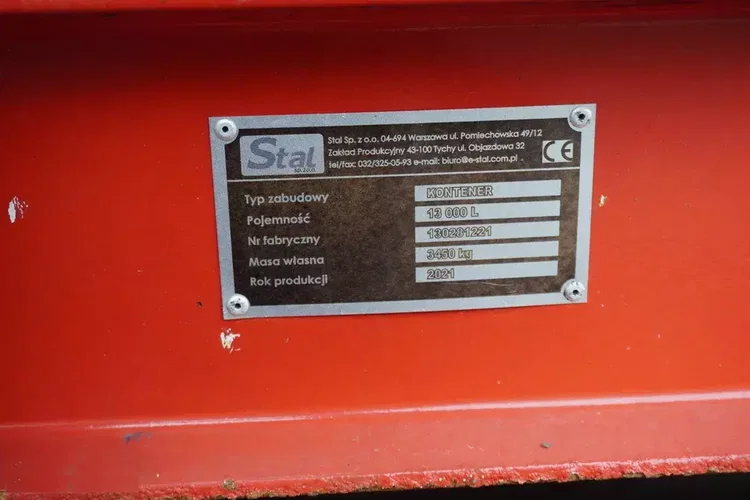 Stal
Sp. z o.o.
Stal Sp. z o.o. 04-694 Warszawa ul. Pomiechowska 49/12
Zakład Produkcyjny 43-100 Tychy ul. Objazdowa 32
tel/fax: 032/325-05-93 e-mail: biuro@e-stal.com.pl
CE
Typ zabudowy KONTENER
Pojemność 13 000 L
Nr fabryczny 130281221
Masa własna 3450 kg
Rok produkcji 2021